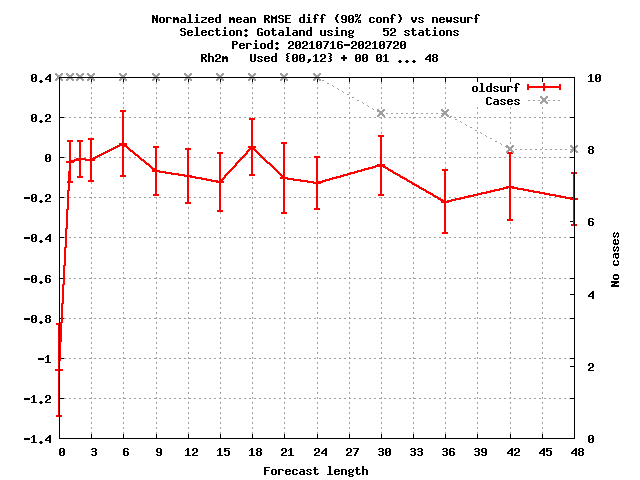 Normalized mean RMSE diff (90% conf) vs newsurf
Selection: Gotaland using    52 stations
Period: 20210716-20210720
Rh2m   Used {00,12} + 00 01 ... 48
oldsurf
Cases
0.4
0.2
0
-0.2
-0.4
-0.6
-0.8
-1
-1.2
-1.4
10
8
6
4
2
0
No cases
0 3 6 9 12 15 18 21 24 27 30 33 36 39 42 45 48
Forecast length